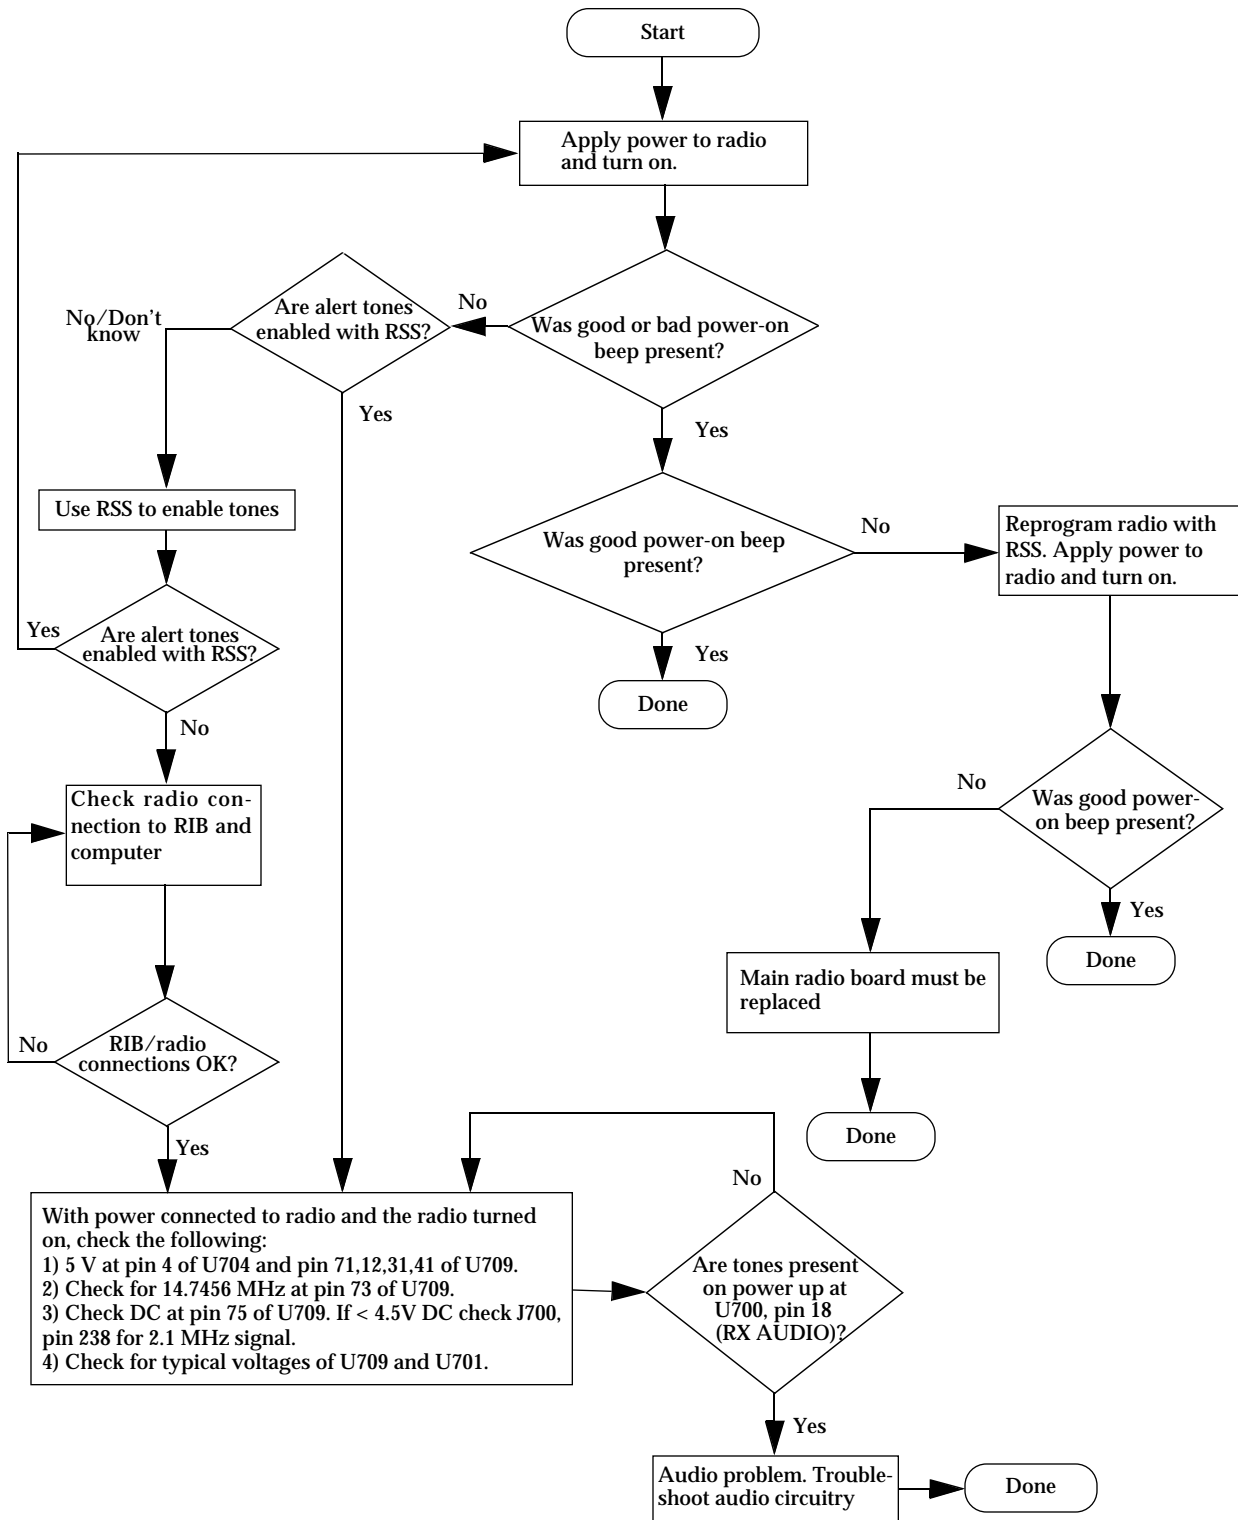 Start
Apply power to radio
and turn on.
Was good or bad power-on
beep present?
No
Are alert tones
enabled with RSS?
No/Don't
know
Yes
Yes
Use RSS to enable tones
Was good power-on beep
present?
No
Reprogram radio with
RSS. Apply power to
radio and turn on.
Yes
Done
Are alert tones
enabled with RSS?
Yes
No
Check radio con-
nection to RIB and
computer
Was good power-
on beep present?
No
Yes
Done
Main radio board must be
replaced
Done
RIB/radio
connections OK?
No
Yes
With power connected to radio and the radio turned
on, check the following:
1) 5 V at pin 4 of U704 and pin 71,12,31,41 of U709.
2) Check for 14.7456 MHz at pin 73 of U709.
3) Check DC at pin 75 of U709. If < 4.5V DC check J700,
pin 238 for 2.1 MHz signal.
4) Check for typical voltages of U709 and U701.
No
Are tones present
on power up at
U700, pin 18
(RX AUDIO)?
Yes
Audio problem. Trouble-
shoot audio circuitry
Done